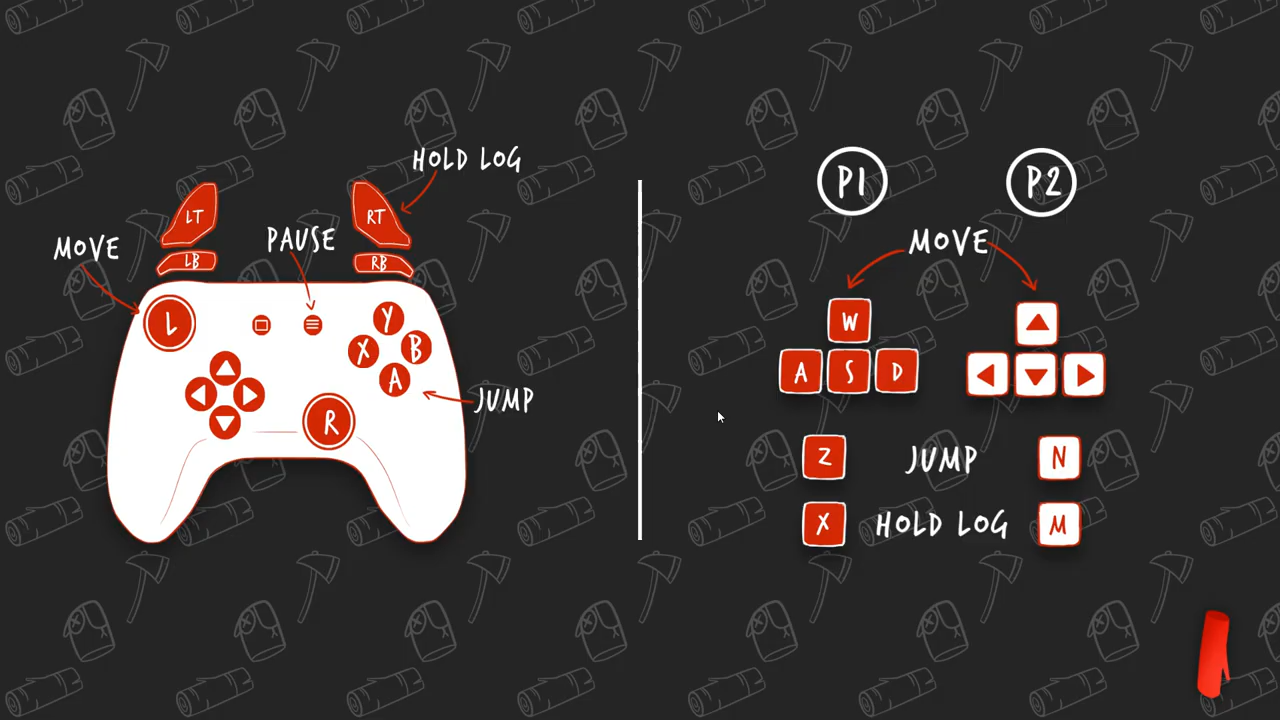 HOLD LOG
LT
RT
MOVE
PAUSE
LB
RB
L
Y
X
B
A
R
JUMP
P1
P2
MOVE
W
A S D
Z JUMP N
X HOLD LOG M